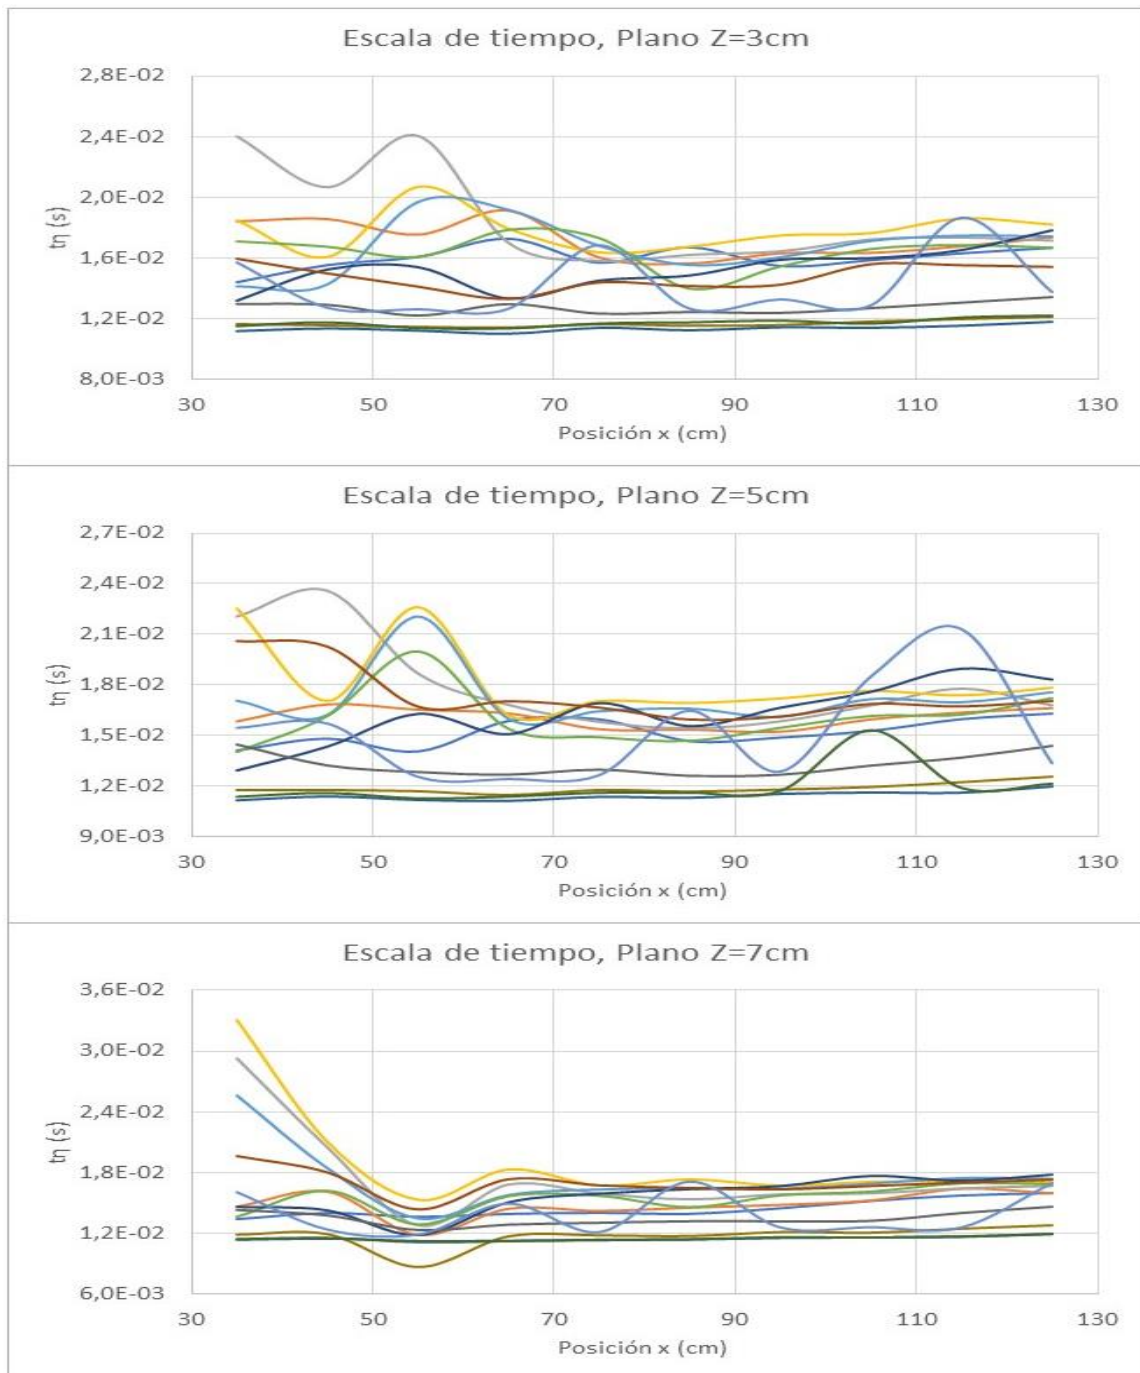 Escala de tiempo, Plano Z=3cm
2,8E-02
2,4E-02
2,0E-02
1,6E-02
1,2E-02
8,0E-03
tη (s)
30 50 70 90 110 130
Posición x (cm)
Escala de tiempo, Plano Z=5cm
2,7E-02
2,4E-02
2,1E-02
1,8E-02
1,5E-02
1,2E-02
9,0E-03
tη (s)
30 50 70 90 110 130
Posición x (cm)
Escala de tiempo, Plano Z=7cm
3,6E-02
3,0E-02
2,4E-02
1,8E-02
1,2E-02
6,0E-03
tη (s)
30 50 70 90 110 130
Posición x (cm)